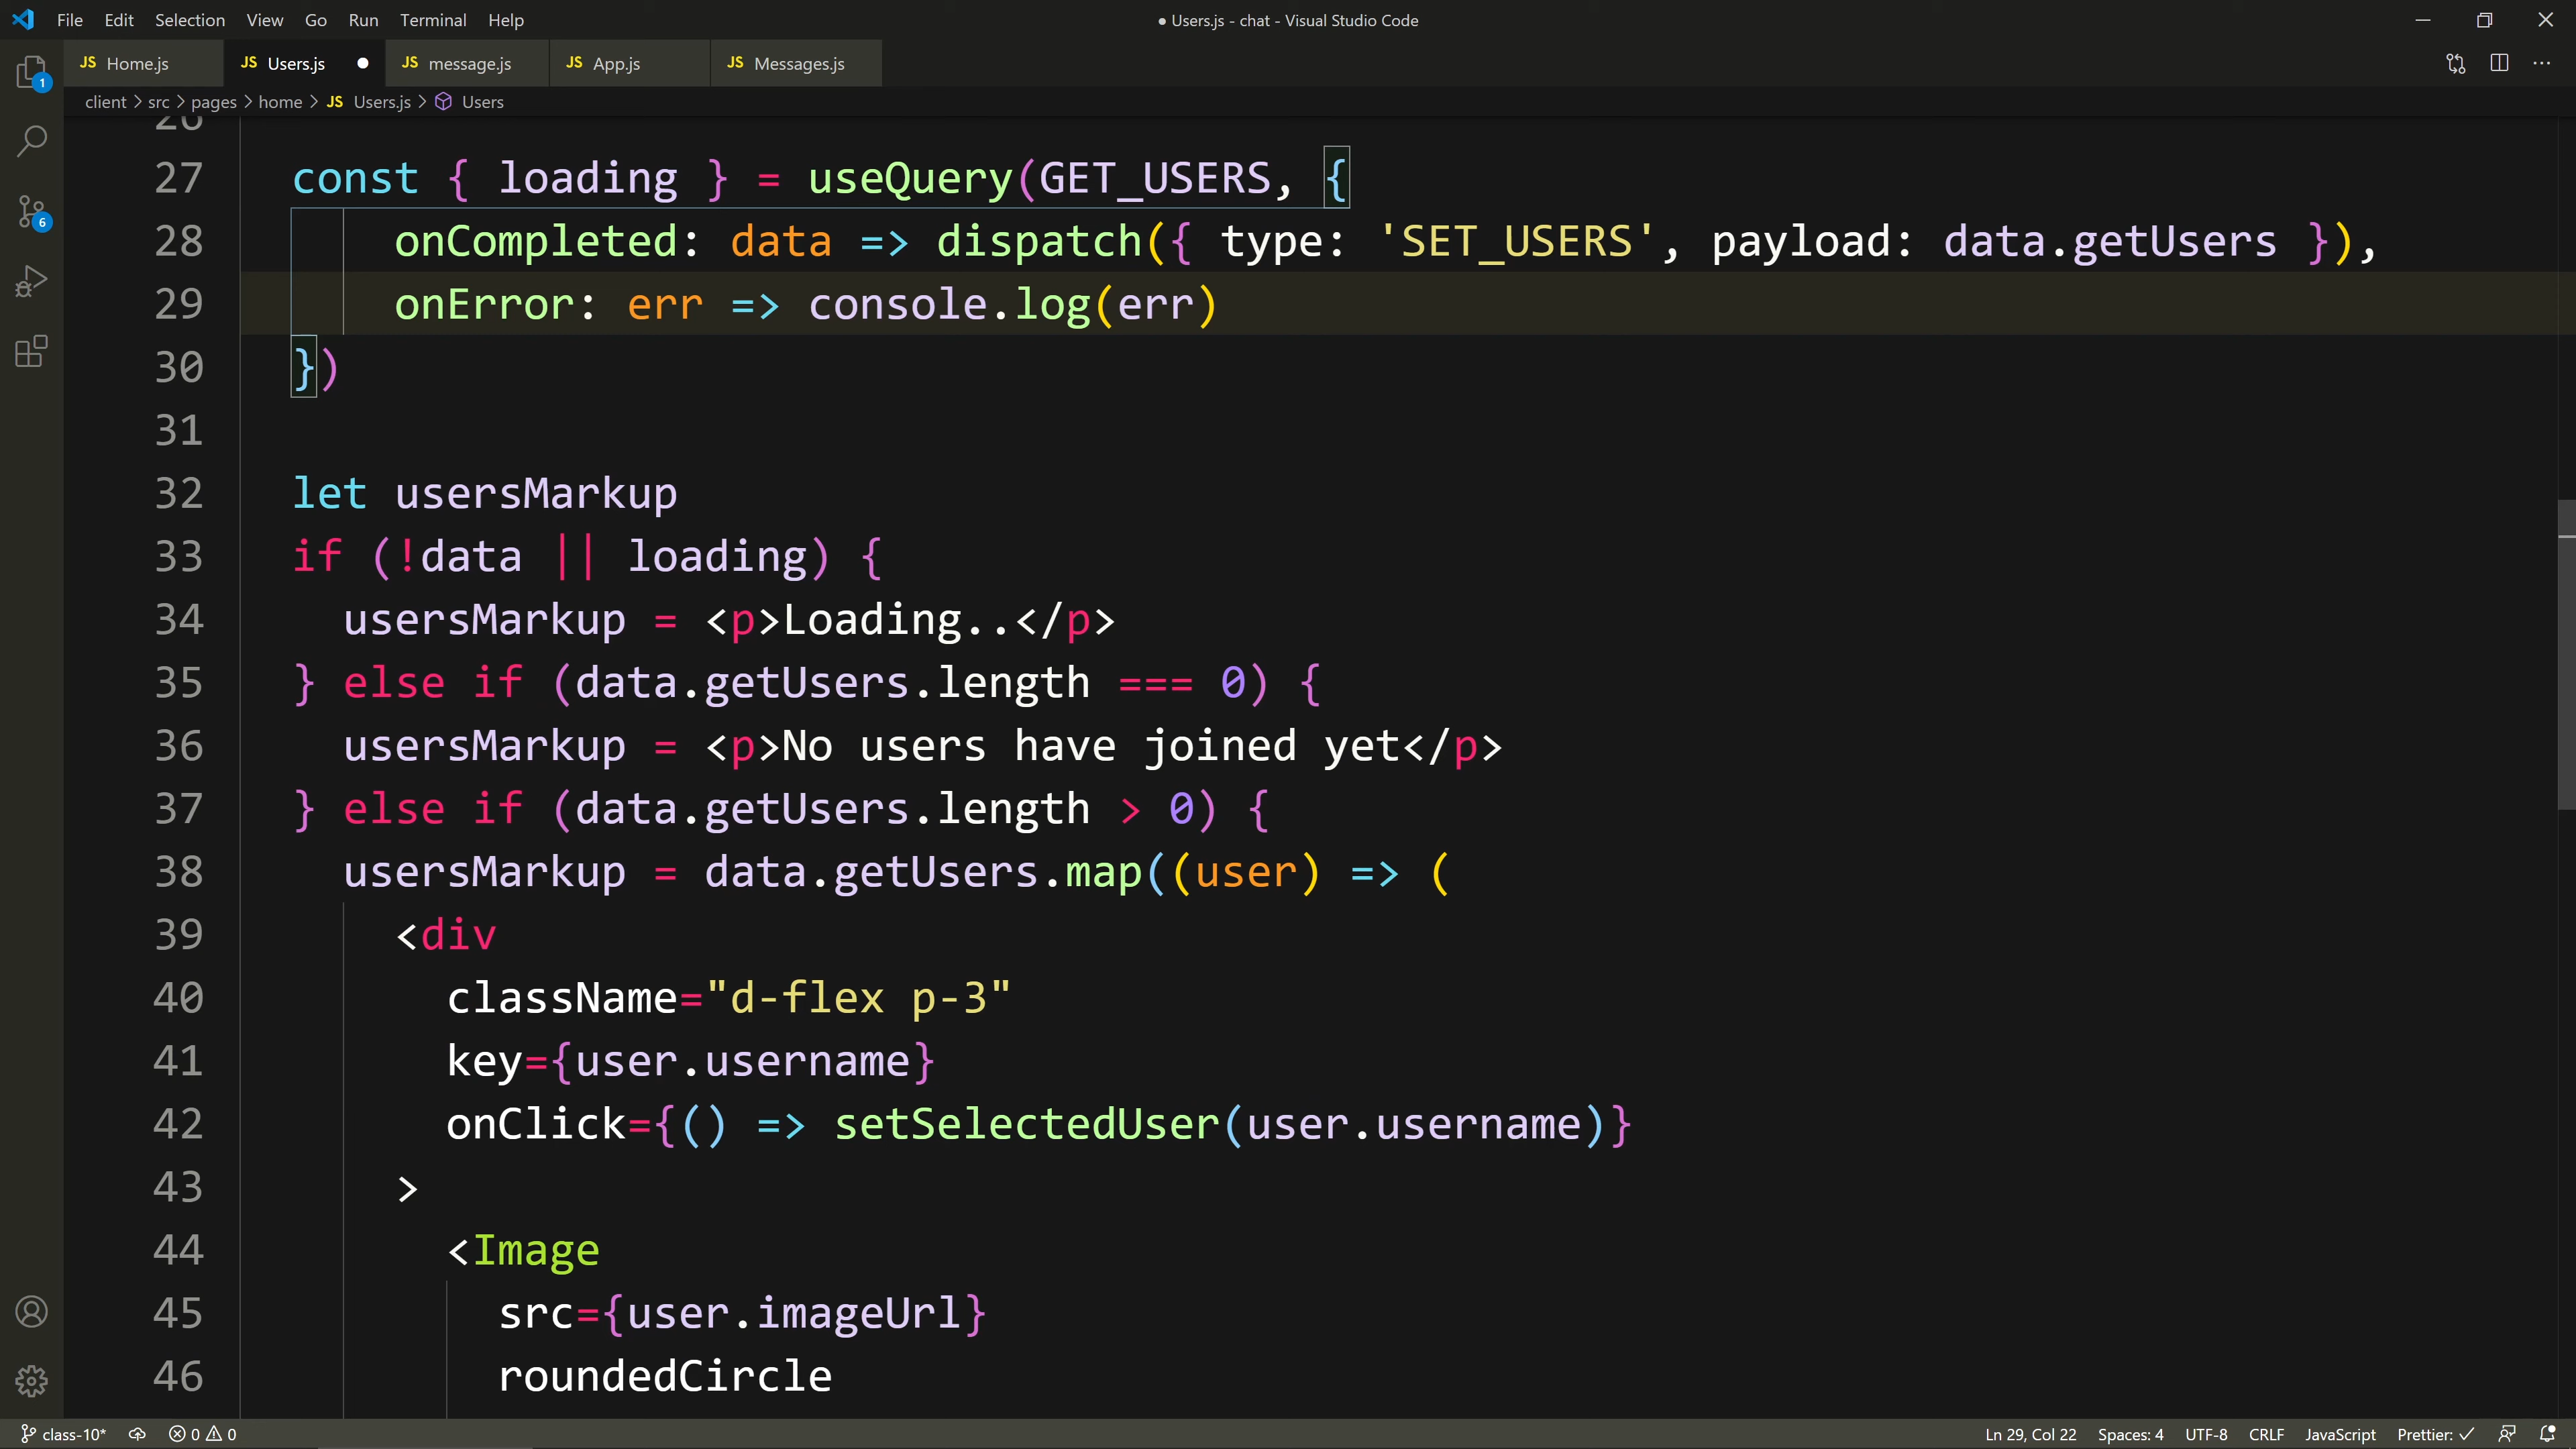 File Edit Selection View Go Run Terminal Help
● Users.js - chat - Visual Studio Code
JS Home.js
JS Users.js ●
JS message.js
JS App.js
JS Messages.js
1
6
client > src > pages > home > JS Users.js > Users
26
27 const { loading } = useQuery(GET_USERS, {
28 onCompleted: data => dispatch({ type: 'SET_USERS', payload: data.getUsers }),
29 onError: err => console.log(err)
30 })
31
32 let usersMarkup
33 if (!data || loading) {
34 usersMarkup = <p>Loading..</p>
35 } else if (data.getUsers.length === 0) {
36 usersMarkup = <p>No users have joined yet</p>
37 } else if (data.getUsers.length > 0) {
38 usersMarkup = data.getUsers.map((user) => (
39 <div
40 className="d-flex p-3"
41 key={user.username}
42 onClick={() => setSelectedUser(user.username)}
43 >
44 <Image
45 src={user.imageUrl}
46 roundedCircle
class-10* 0 0 Ln 29, Col 22 Spaces: 4 UTF-8 CRLF JavaScript Prettier: ✓